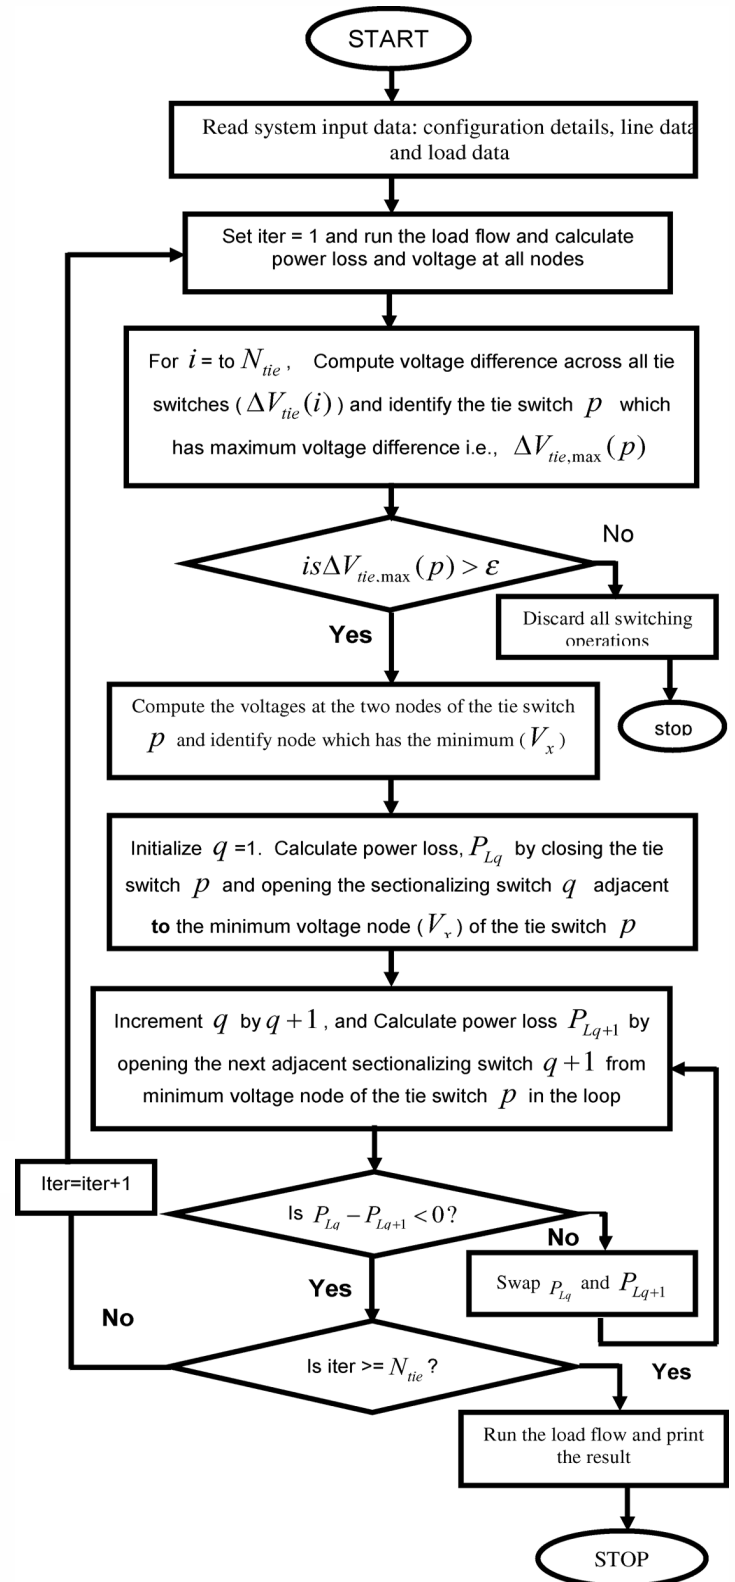 START
Read system input data: configuration details, line data
and load data
Set iter = 1 and run the load flow and calculate
power loss and voltage at all nodes
For i = to N_tie , Compute voltage difference across all tie
switches ( ΔV_tie(i) ) and identify the tie switch p which
has maximum voltage difference i.e., ΔV_tie,max(p)
isΔV_tie,max(p) > ε
No
Discard all switching
operations
stop
Yes
Compute the voltages at the two nodes of the tie switch
p and identify node which has the minimum ( V_x )
Initialize q =1. Calculate power loss, P_Lq by closing the tie
switch p and opening the sectionalizing switch q adjacent
to the minimum voltage node ( V_x ) of the tie switch p
Increment q by q +1 , and Calculate power loss P_Lq+1 by
opening the next adjacent sectionalizing switch q +1 from
minimum voltage node of the tie switch p in the loop
Iter=iter+1
Is P_Lq − P_Lq+1 < 0 ?
No
Swap P_Lq and P_Lq+1
Yes
No
Is iter >= N_tie ?
Yes
Run the load flow and print
the result
STOP